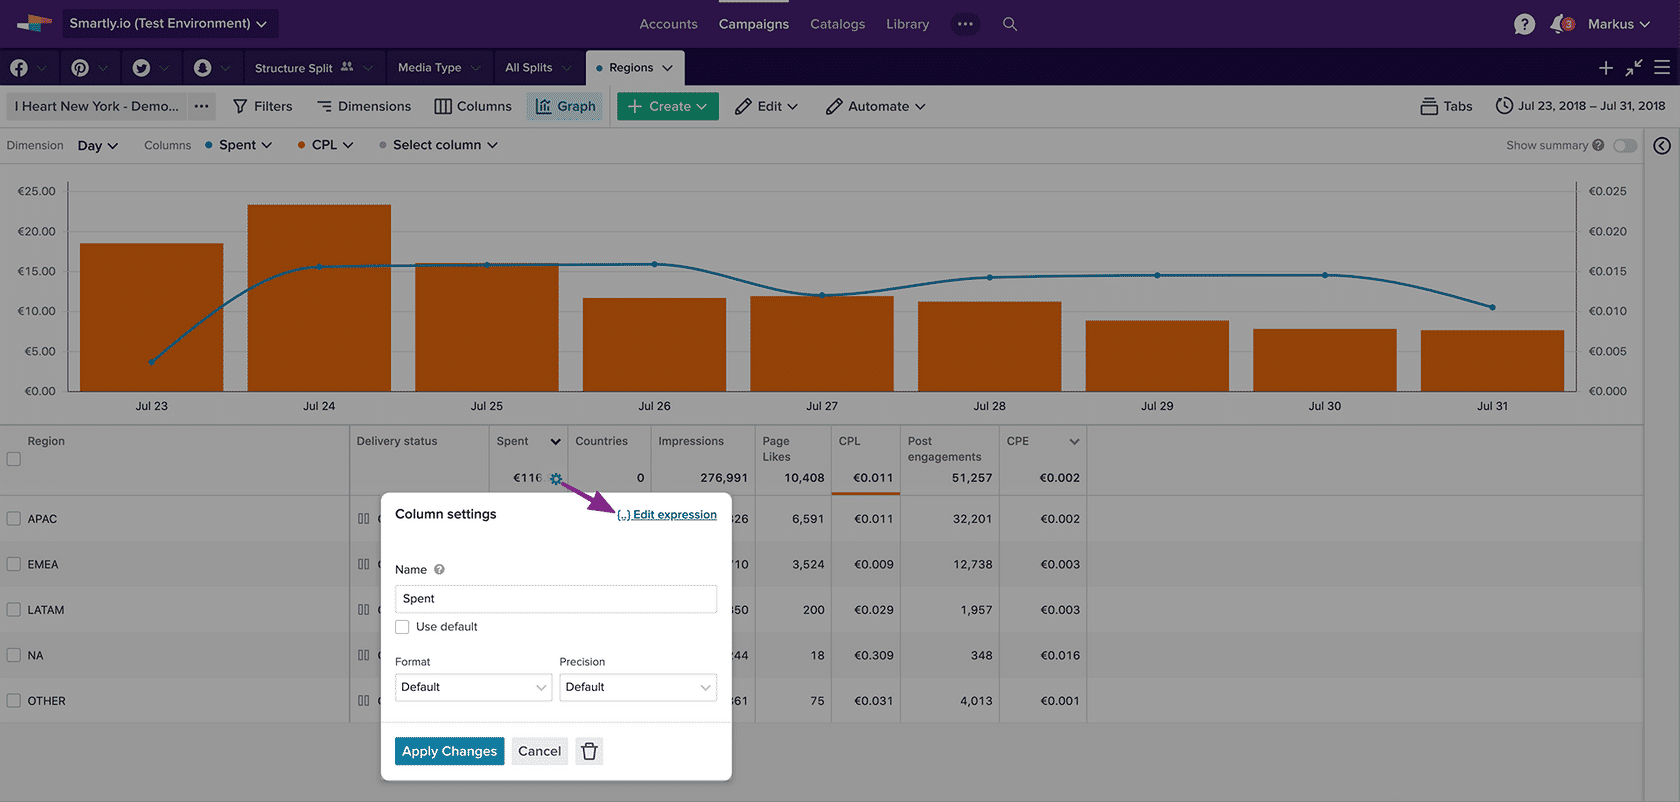 Smartly.io (Test Environment)
Accounts
Campaigns
Catalogs
Library
?
3
Markus
Structure Split
Media Type
All Splits
Regions
I Heart New York - Demo...
Filters
Dimensions
Columns
Graph
Create
Edit
Automate
Tabs
Jul 23, 2018 – Jul 31, 2018
Dimension
Day
Columns
Spent
CPL
Select column
Show summary ?
€25.00
€20.00
€15.00
€10.00
€5.00
€0.00
€0.025
€0.020
€0.015
€0.010
€0.005
€0.000
Jul 23
Jul 24
Jul 25
Jul 26
Jul 27
Jul 28
Jul 29
Jul 30
Jul 31
Region
Delivery status
Spent
Countries
Impressions
Page
Likes
CPL
Post
engagements
CPE
€116
0
276,991
10,408
€0.011
51,257
€0.002
APAC
326
6,591
€0.011
32,201
€0.002
EMEA
710
3,524
€0.009
12,738
€0.003
LATAM
350
200
€0.029
1,957
€0.003
NA
244
18
€0.309
348
€0.016
OTHER
361
75
€0.031
4,013
€0.001
Column settings
{..} Edit expression
Name ?
Spent
Use default
Format
Precision
Default
Default
Apply Changes
Cancel